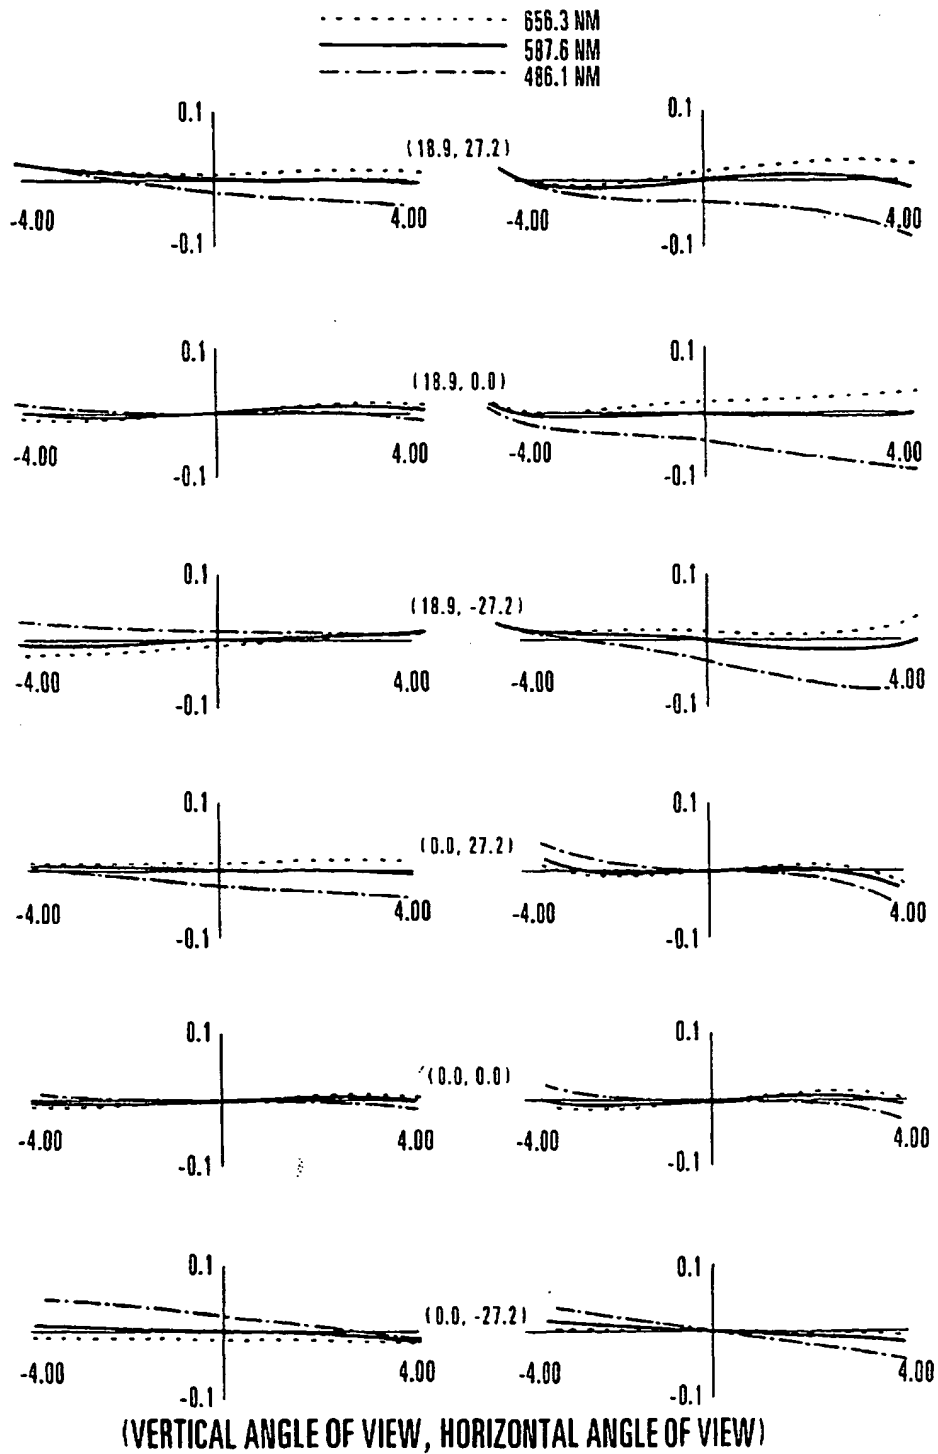 656.3 NM
587.6 NM
486.1 NM
0.1 (18.9, 27.2) 0.1
-4.00 4.00 -4.00 4.00
-0.1 -0.1
0.1 (18.9, 0.0) 0.1
-4.00 4.00 -4.00 4.00
-0.1 -0.1
0.1 (18.9, -27.2) 0.1
-4.00 4.00 -4.00 4.00
-0.1 -0.1
0.1 (0.0, 27.2) 0.1
-4.00 4.00 -4.00 4.00
-0.1 -0.1
0.1 (0.0, 0.0) 0.1
-4.00 4.00 -4.00 4.00
-0.1 -0.1
0.1 (0.0, -27.2) 0.1
-4.00 4.00 -4.00 4.00
-0.1 -0.1
(VERTICAL ANGLE OF VIEW, HORIZONTAL ANGLE OF VIEW)